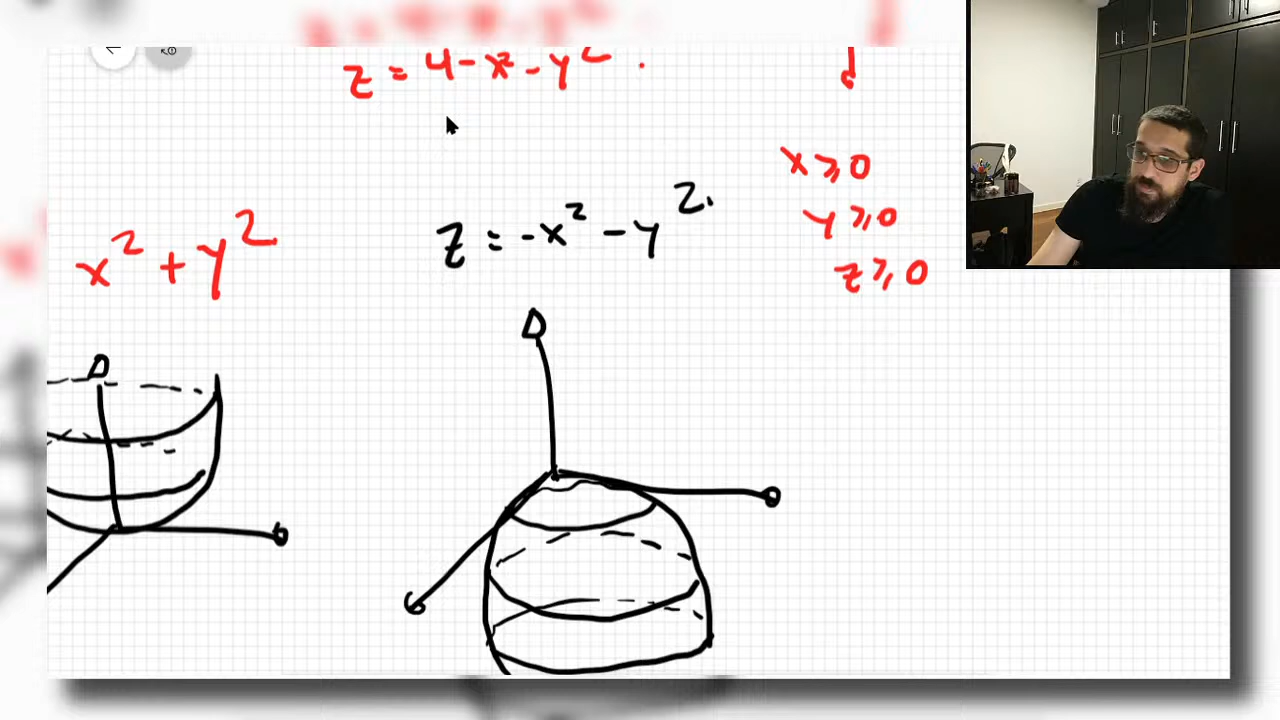 z = 4 - x² - y².
x ≥ 0
y ≥ 0
z ≥ 0
x² + y²
z = -x² - y².